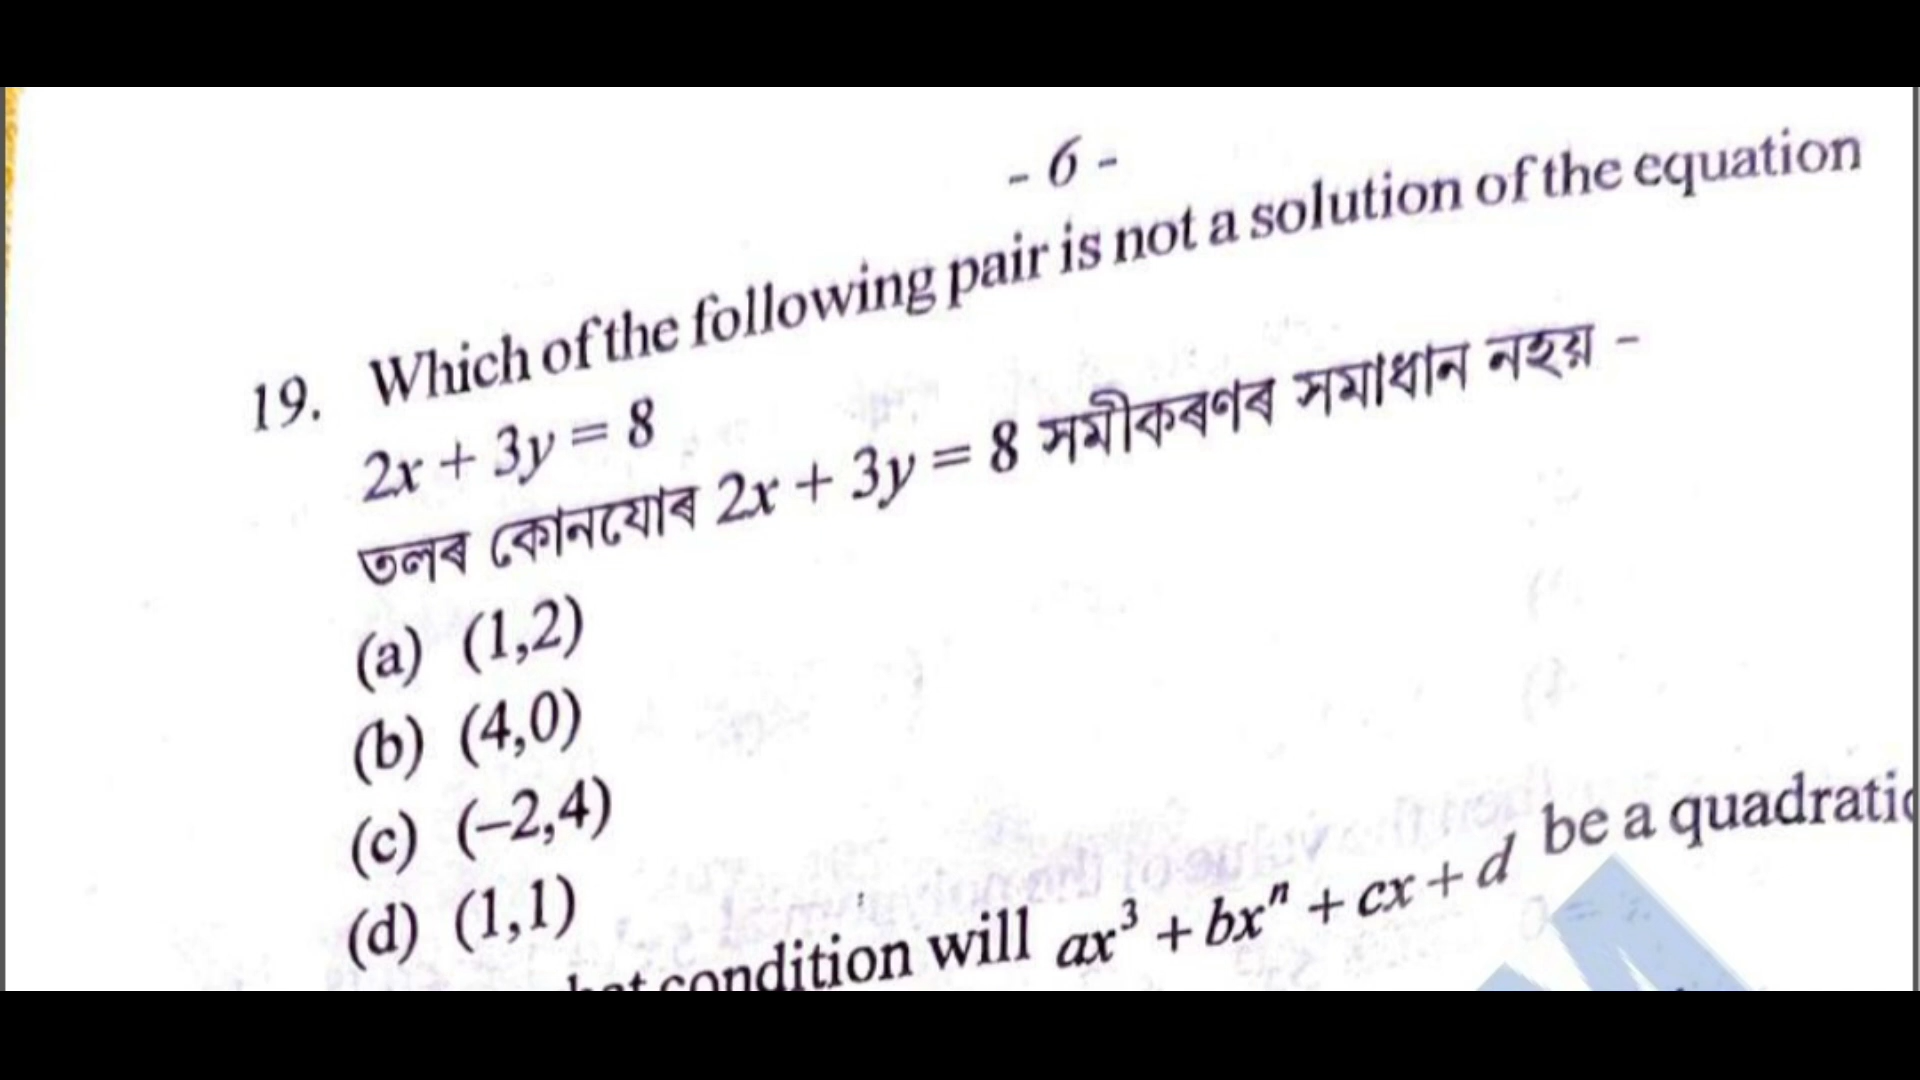 - 6 -
19. Which of the following pair is not a solution of the equation
2x + 3y = 8
তলৰ কোনযোৰ 2x + 3y = 8 সমীকৰণৰ সমাধান নহয় -
(a) (1,2)
(b) (4,0)
(c) (–2,4)
(d) (1,1)
condition will ax³ + bxⁿ + cx + d be a quadratic